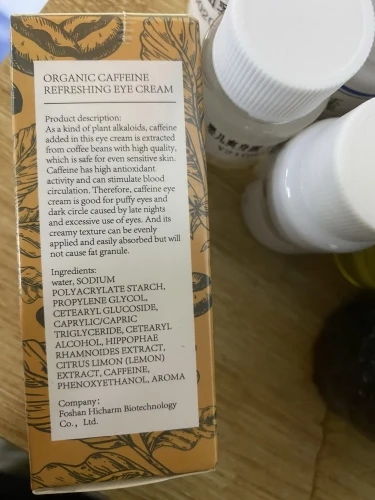 ORGANIC CAFFEINE
REFRESHING EYE CREAM
Product description:
As a kind of plant alkaloids, caffeine
added in this eye cream is extracted
from coffee beans with high quality,
which is safe for even sensitive skin.
Caffeine has high antioxidant
activity and can stimulate blood
circulation. Therefore, caffeine eye
cream is good for puffy eyes and
dark circle caused by late nights
and excessive use of eyes. And its
creamy texture can be evenly
applied and easily absorbed but will
not cause fat granule.
Ingredients:
water, SODIUM
POLYACRYLATE STARCH,
PROPYLENE GLYCOL,
CETEARYL GLUCOSIDE,
CAPRYLIC/CAPRIC
TRIGLYCERIDE, CETEARYL
ALCOHOL, HIPPOPHAE
RHAMNOIDES EXTRACT,
CITRUS LIMON (LEMON)
EXTRACT, CAFFEINE,
PHENOXYETHANOL, AROMA
Company:
Foshan Hicharm Biotechnology
Co., Ltd.